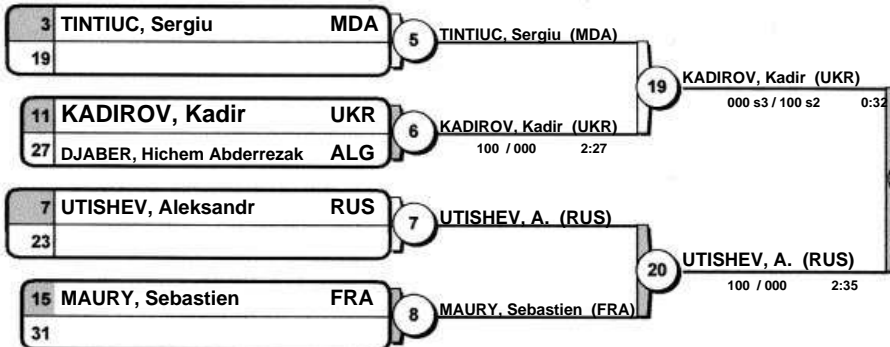 3 TINTIUC, Sergiu MDA
19
5
TINTIUC, Sergiu (MDA)
11 KADIROV, Kadir UKR
27 DJABER, Hichem Abderrezak ALG
6
KADIROV, Kadir (UKR)
100 / 000 2:27
19
KADIROV, Kadir (UKR)
000 s3 / 100 s2 0:32
7 UTISHEV, Aleksandr RUS
23
7
UTISHEV, A. (RUS)
15 MAURY, Sebastien FRA
31
8
MAURY, Sebastien (FRA)
20
UTISHEV, A. (RUS)
100 / 000 2:35